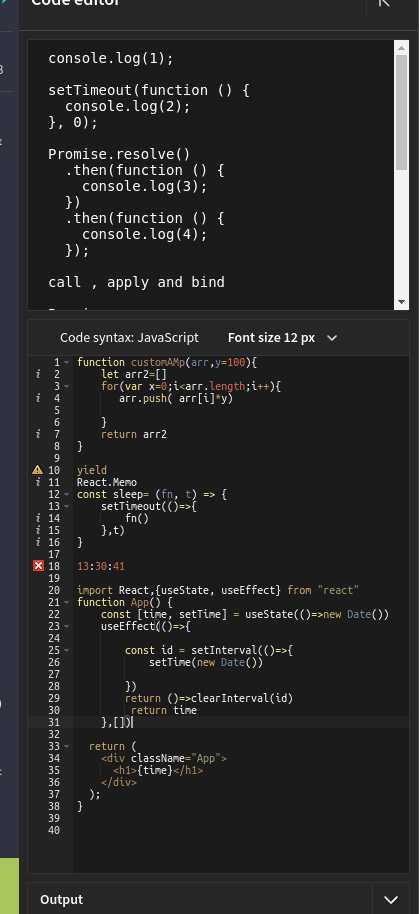 Code editor
console.log(1);
setTimeout(function () {
  console.log(2);
}, 0);
Promise.resolve()
  .then(function () {
    console.log(3);
  })
  .then(function () {
    console.log(4);
  });
call , apply and bind
Code syntax: JavaScript Font size 12 px
1 function customAMp(arr,y=100){
2     let arr2=[]
3     for(var x=0;i<arr.length;i++){
4        arr.push( arr[i]*y)
5
6     }
7     return arr2
8 }
9
10 yield
11 React.Memo
12 const sleep= (fn, t) => {
13     setTimeout(()=>{
14         fn()
15     },t)
16 }
17
18 13:30:41
19
20 import React,{useState, useEffect} from "react"
21 function App() {
22     const [time, setTime] = useState(()=>new Date())
23     useEffect(()=>{
24
25         const id = setInterval(()=>{
26             setTime(new Date())
27
28         })
29         return ()=>clearInterval(id)
30          return time
31     },[])
32
33   return (
34     <div className="App">
35       <h1>{time}</h1>
36     </div>
37   );
38 }
39
40
Output